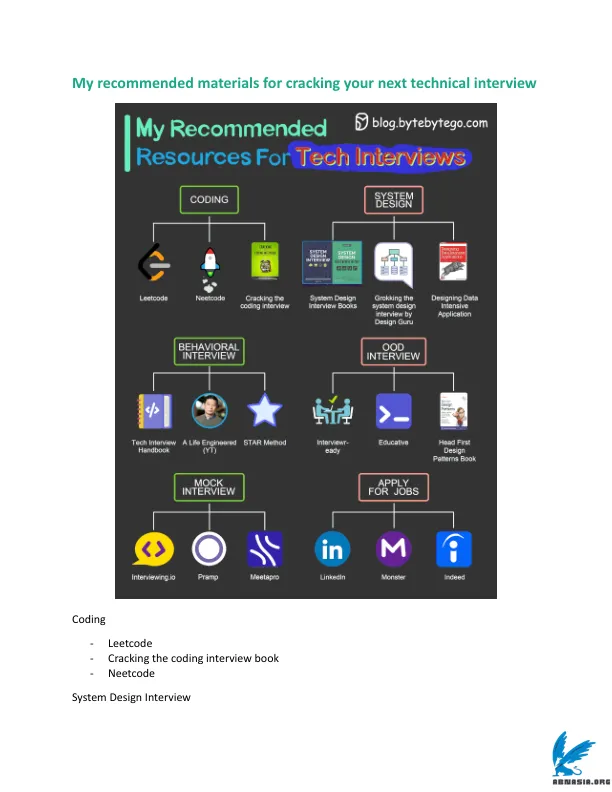 My recommended materials for cracking your next technical interview
My Recommended
Resources For Tech Interviews
blog.bytebytego.com
CODING
Leetcode
Neetcode
Cracking the
coding interview
SYSTEM
DESIGN
System Design
Interview Books
Grokking the
system design
interview by
Design Guru
Designing Data
Intensive
Application
BEHAVIORAL
INTERVIEW
Tech Interview
Handbook
A Life Engineered
(YT)
STAR Method
OOD
INTERVIEW
Interviewr-
eady
Educative
Head First
Design
Patterns Book
MOCK
INTERVIEW
Interviewing.io
Pramp
Meetapro
APPLY
FOR JOBS
LinkedIn
Monster
Indeed
Coding
- Leetcode
- Cracking the coding interview book
- Neetcode
System Design Interview
ABNASIA.ORG